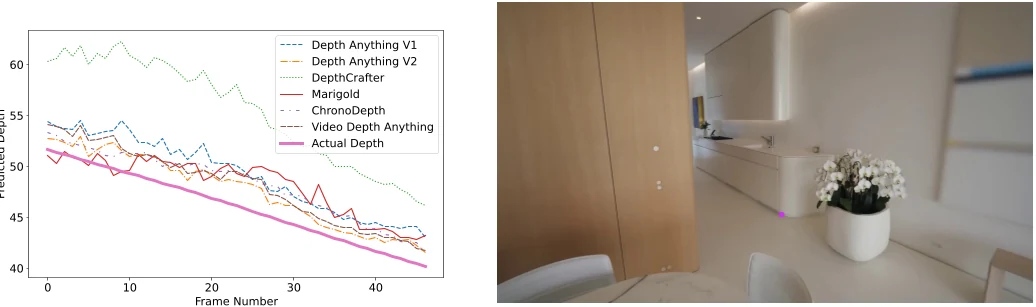 Predicted Depth
60
55
50
45
40
Depth Anything V1
Depth Anything V2
DepthCrafter
Marigold
ChronoDepth
Video Depth Anything
Actual Depth
0 10 20 30 40
Frame Number